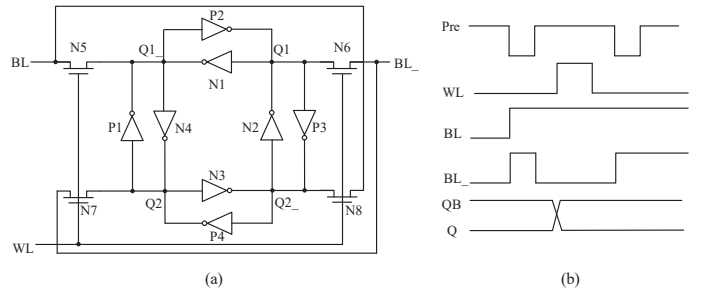 P2
BL N5 Q1_ Q1 N6 BL_
N1
P1 N4 N2 P3
N3
N7 Q2 Q2_ N8
P4
WL
(a)
Pre
WL
BL
BL_
QB
Q
(b)